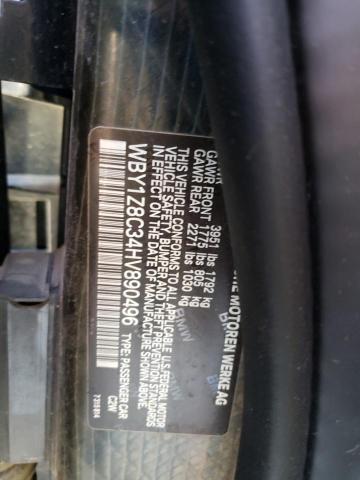 CHE MOTOREN WERKE AG
3951 lbs 1792 kg
GAWR FRONT 1775 lbs 805 kg
GAWR REAR 2271 lbs 1030 kg
THIS VEHICLE CONFORMS TO ALL APPLICABLE U.S. FEDERAL MOTOR
VEHICLE SAFETY, BUMPER, AND THEFT PREVENTION STANDARDS
IN EFFECT ON THE DATE OF MANUFACTURE SHOWN ABOVE.
WBY1Z8C34HV890496 TYPE: PASSENGER CAR
C2W
BMW